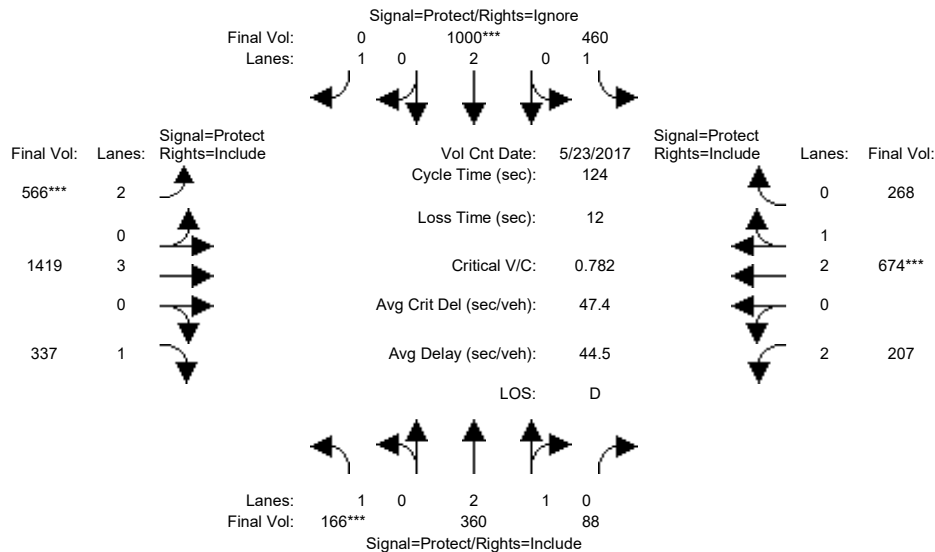 Signal=Protect/Rights=Ignore
Final Vol: 0 1000*** 460
Lanes: 1 0 2 0 1
Signal=Protect
Final Vol: Lanes: Rights=Include
Vol Cnt Date: 5/23/2017
Signal=Protect
Rights=Include Lanes: Final Vol:
566*** 2
Cycle Time (sec): 124
0 268
0
Loss Time (sec): 12
1
1419 3
Critical V/C: 0.782
2 674***
0
Avg Crit Del (sec/veh): 47.4
0
337 1
Avg Delay (sec/veh): 44.5
2 207
LOS: D
Lanes: 1 0 2 1 0
Final Vol: 166*** 360 88
Signal=Protect/Rights=Include